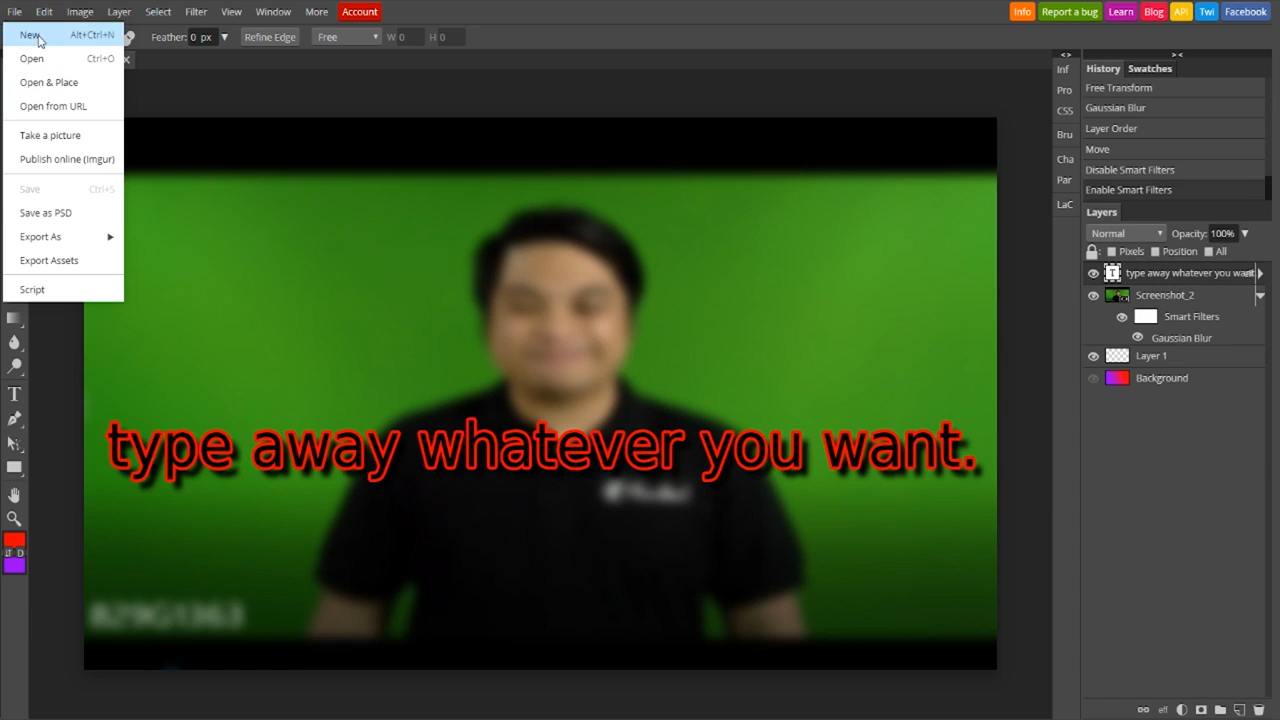 File Edit Image Layer Select Filter View Window More Account Info Report a bug Learn Blog API Twi Facebook
New Alt+Ctrl+N
Feather: 0 px Refine Edge Free W 0 H 0
Open Ctrl+O
Open & Place
Open from URL
Take a picture
Publish online (Imgur)
Save Ctrl+S
Save as PSD
Export As
Export Assets
Script
type away whatever you want.
829G1363
Inf
Pro
CSS
Bru
Cha
Par
LaC
History Swatches
Free Transform
Gaussian Blur
Layer Order
Move
Disable Smart Filters
Enable Smart Filters
Layers
Normal Opacity: 100%
Pixels Position All
type away whatever you want
Screenshot_2
Smart Filters
Gaussian Blur
Layer 1
Background
T
D
eff